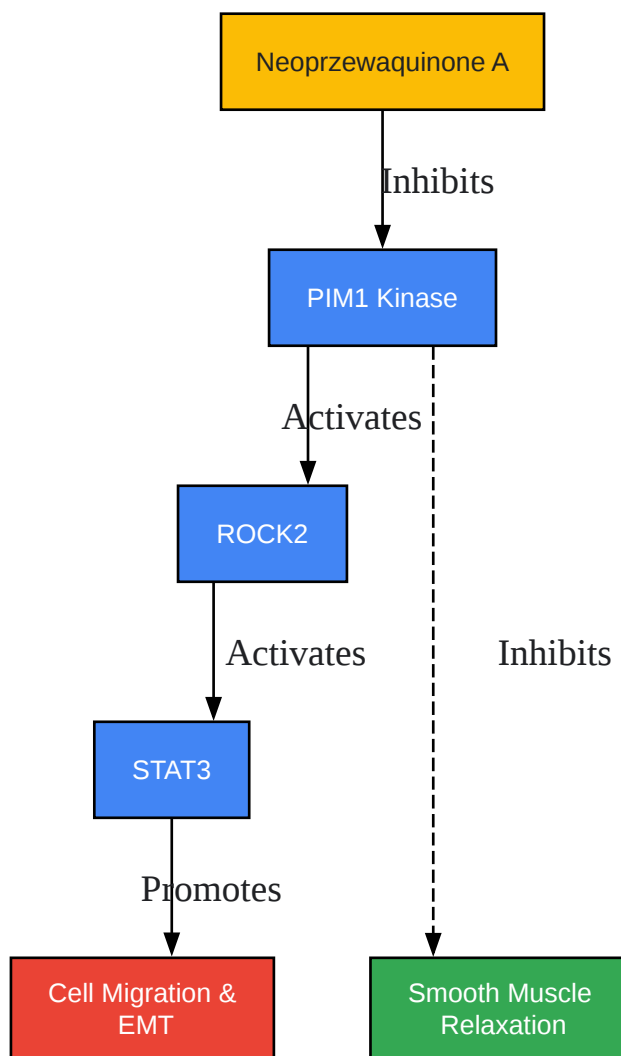 Neoprzewaquinone A
Inhibits
PIM1 Kinase
Activates
ROCK2
Activates
Inhibits
STAT3
Promotes
Cell Migration &
EMT
Smooth Muscle
Relaxation